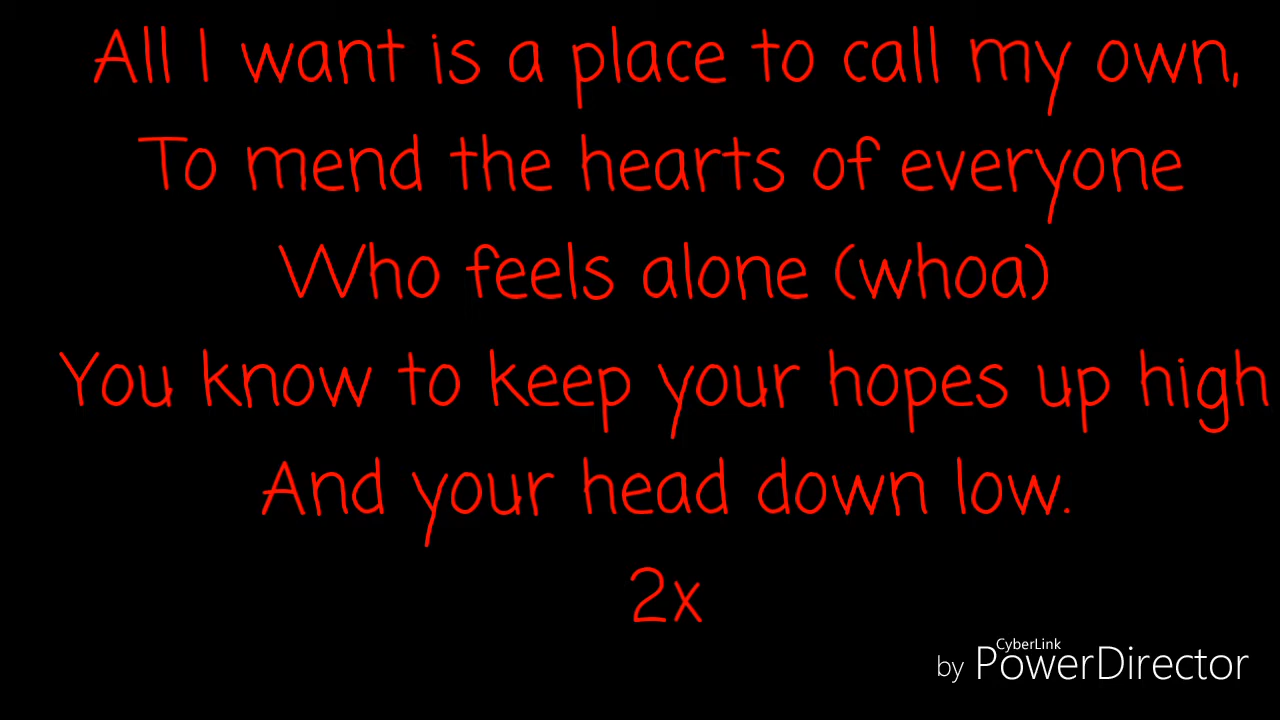 All I want is a place to call my own,
To mend the hearts of everyone
Who feels alone (whoa)
You know to keep your hopes up high
And your head down low.
2x
CyberLink
by PowerDirector